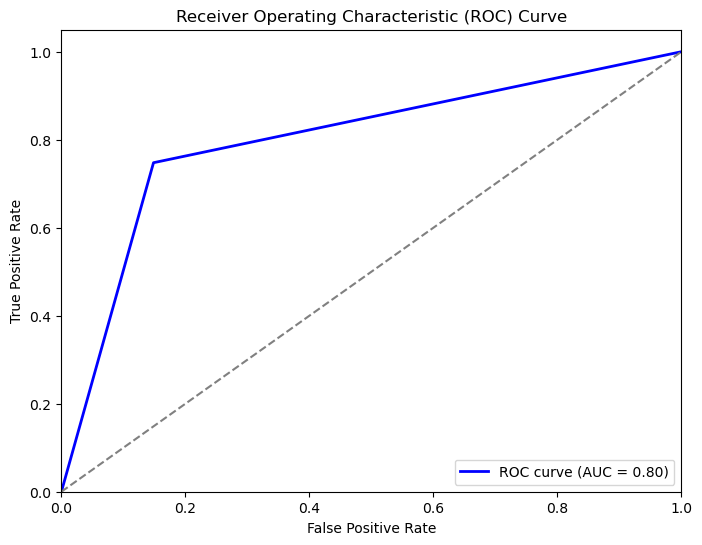 Receiver Operating Characteristic (ROC) Curve
1.0
0.8
0.6
0.4
0.2
0.0
True Positive Rate
ROC curve (AUC = 0.80)
0.0 0.2 0.4 0.6 0.8 1.0
False Positive Rate